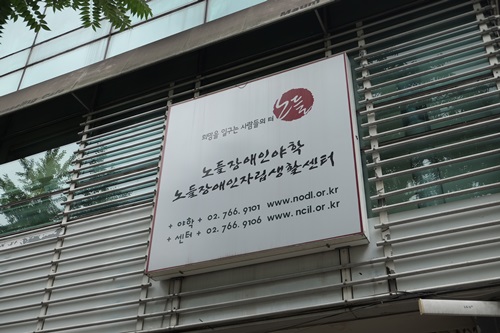 희망을 일구는 사람들의 터 노들
노들장애인야학
노들장애인자립생활센터
+ 야학 + 02. 766. 9101 www.nodl.or.kr
+ 센터 + 02. 766. 9106 www.ncil.or.kr